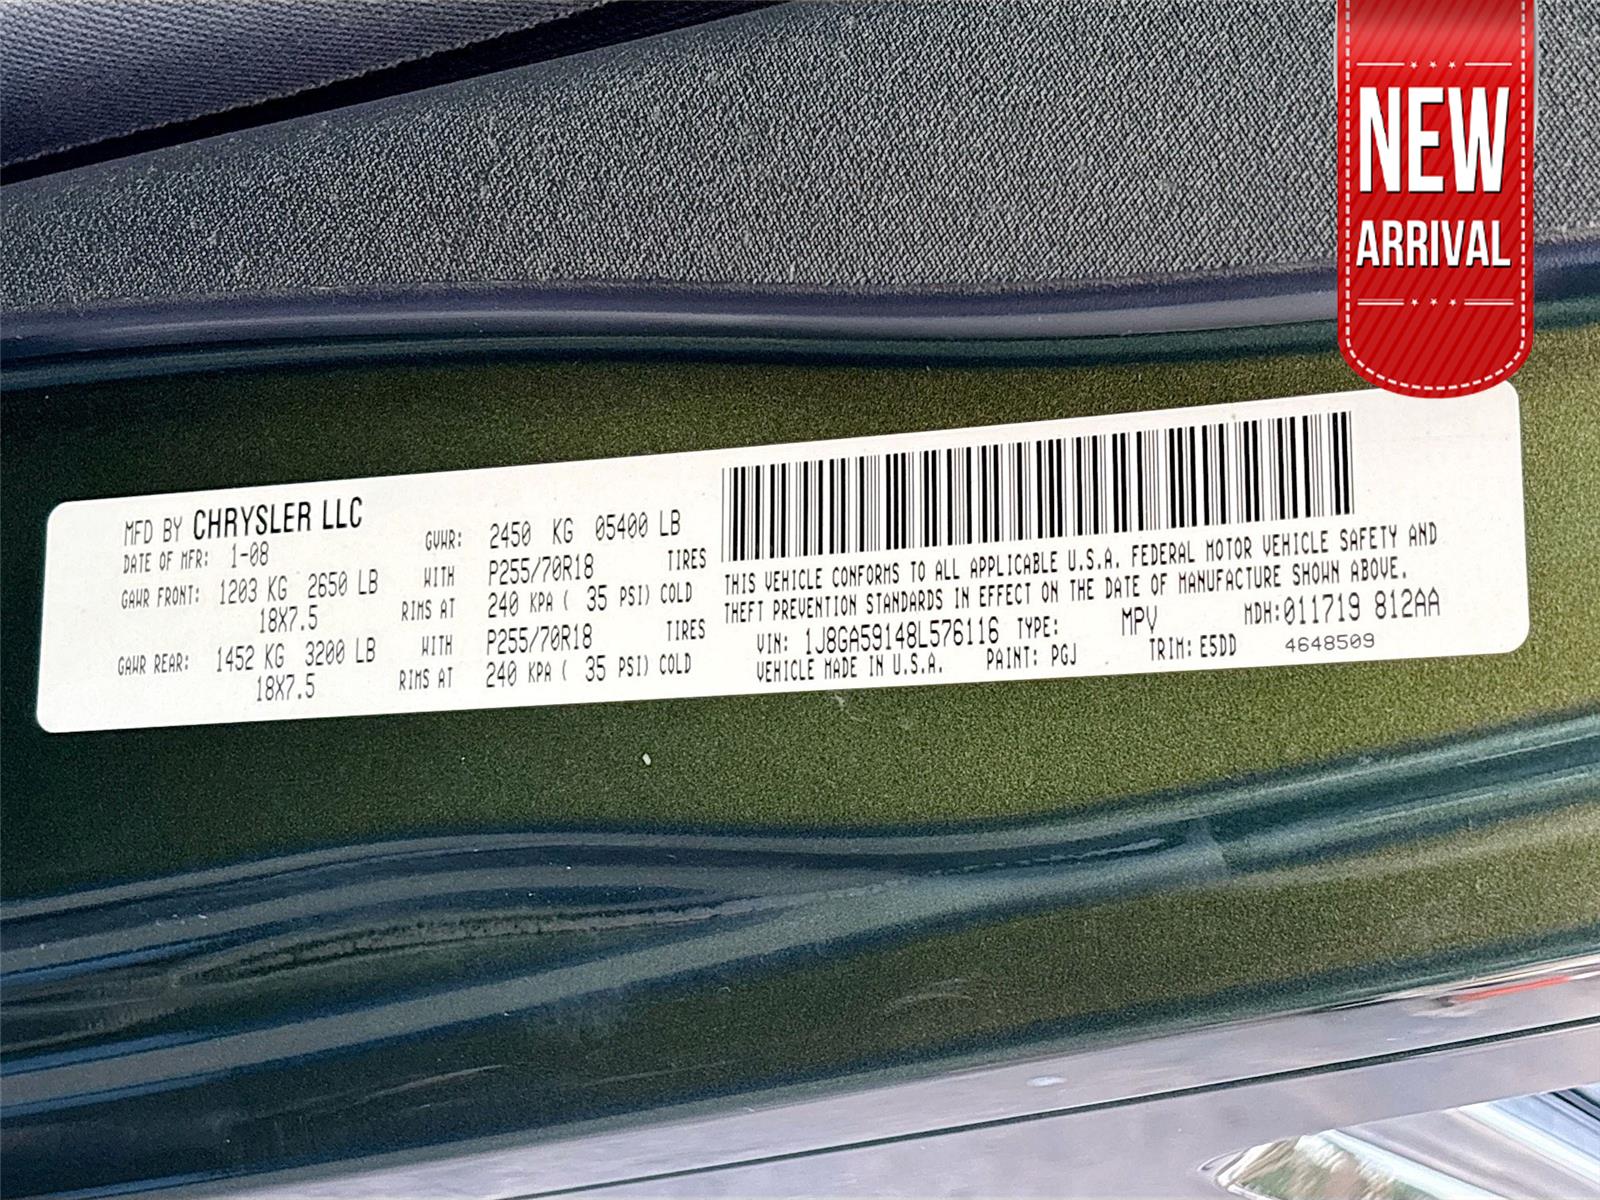 NEW
ARRIVAL
MFD BY CHRYSLER LLC
DATE OF MFR: 1-08
GAWR FRONT: 1203 KG 2650 LB
18X7.5
GAWR REAR: 1452 KG 3200 LB
18X7.5
GVWR: 2450 KG 05400 LB
WITH P255/70R18 TIRES
RIMS AT 240 KPA ( 35 PSI) COLD
WITH P255/70R18 TIRES
RIMS AT 240 KPA ( 35 PSI) COLD
THIS VEHICLE CONFORMS TO ALL APPLICABLE U.S.A. FEDERAL MOTOR VEHICLE SAFETY AND
THEFT PREVENTION STANDARDS IN EFFECT ON THE DATE OF MANUFACTURE SHOWN ABOVE.
VIN: 1J8GA59148L576116 TYPE: MPV MDH:011719 812AA
VEHICLE MADE IN U.S.A. PAINT: PGJ TRIM: E5DD 4648509